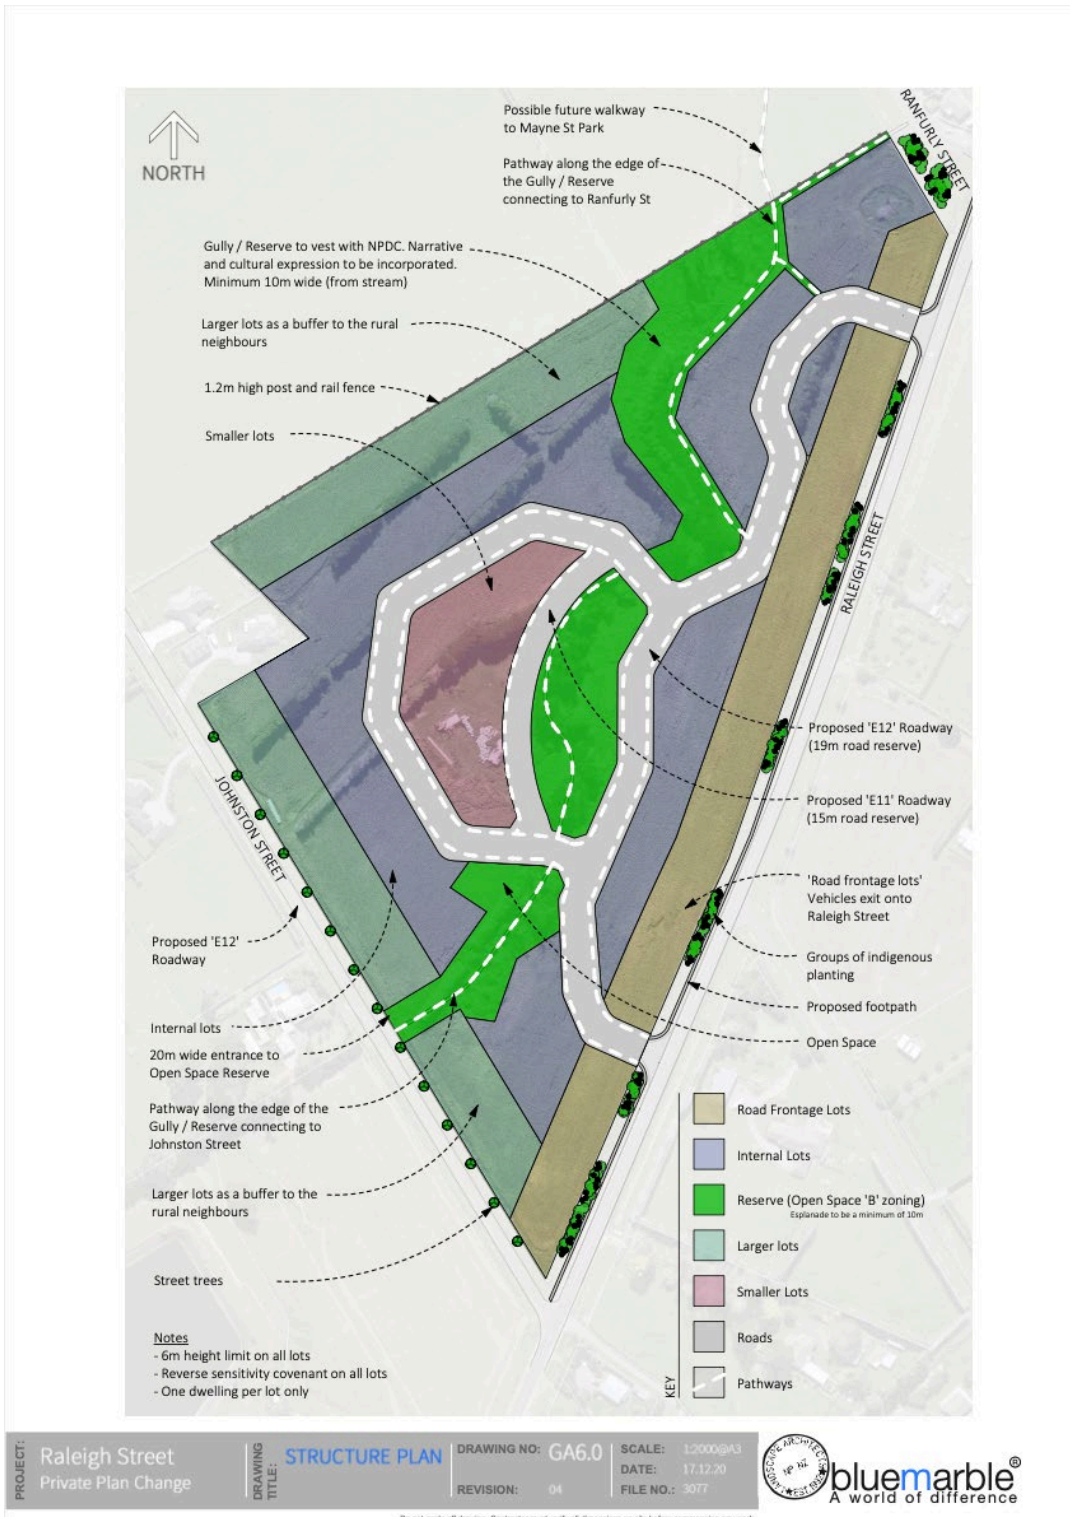 NORTH
Possible future walkway
to Mayne St Park
Pathway along the edge of
the Gully / Reserve
connecting to Ranfurly St
RANFURLY STREET
Gully / Reserve to vest with NPDC. Narrative
and cultural expression to be incorporated.
Minimum 10m wide (from stream)
Larger lots as a buffer to the rural
neighbours
1.2m high post and rail fence
Smaller lots
RALEIGH STREET
JOHNSTON STREET
Proposed 'E12' Roadway
(19m road reserve)
Proposed 'E11' Roadway
(15m road reserve)
'Road frontage lots'
Vehicles exit onto
Raleigh Street
Groups of indigenous
planting
Proposed footpath
Open Space
Proposed 'E12'
Roadway
Internal lots
20m wide entrance to
Open Space Reserve
Pathway along the edge of the
Gully / Reserve connecting to
Johnston Street
Larger lots as a buffer to the
rural neighbours
Street trees
Notes
- 6m height limit on all lots
- Reverse sensitivity covenant on all lots
- One dwelling per lot only
KEY
Road Frontage Lots
Internal Lots
Reserve (Open Space 'B' zoning)
Esplanade to be a minimum of 10m
Larger lots
Smaller Lots
Roads
Pathways
PROJECT:
Raleigh Street
Private Plan Change
DRAWING
TITLE:
STRUCTURE PLAN
DRAWING NO: GA6.0
REVISION: 04
SCALE: 1:2000@A3
DATE: 17.12.20
FILE NO.: 3077
LANDSCAPE ARCHITECTS
NP NZ
bluemarble®
A world of difference